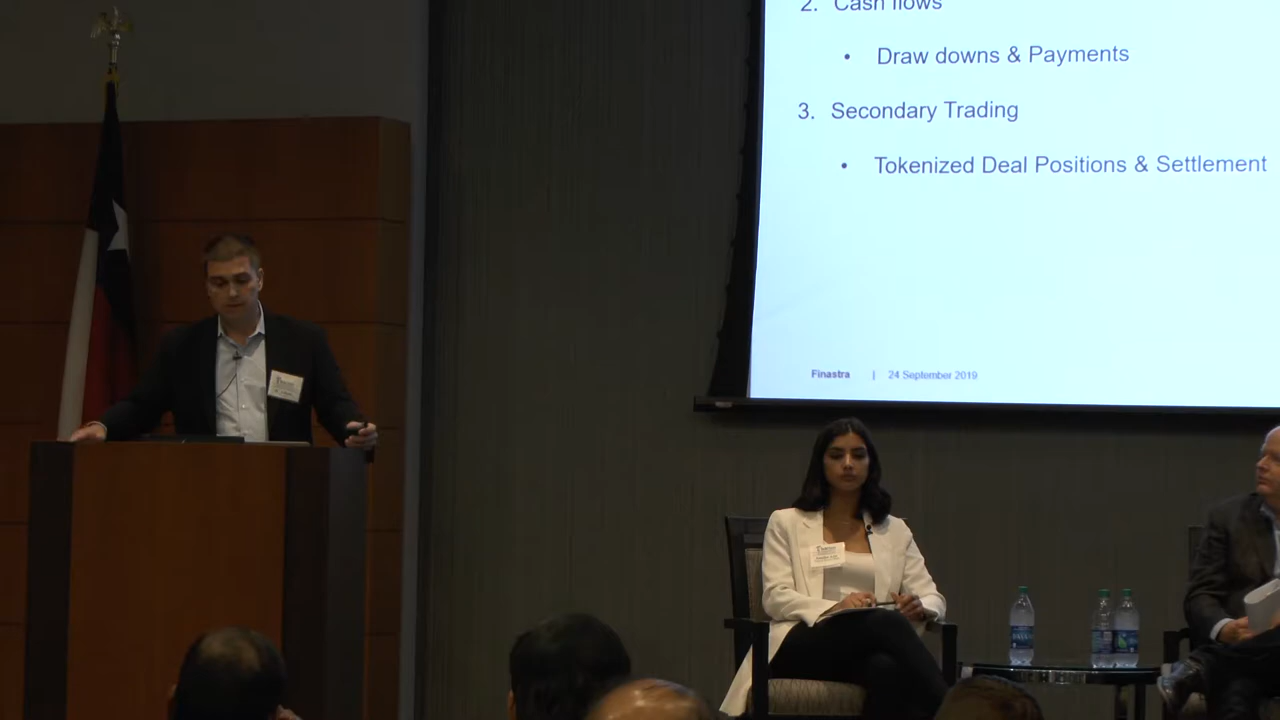 2. Cash flows
• Draw downs & Payments
3. Secondary Trading
• Tokenized Deal Positions & Settlement
Finastra | 24 September 2019